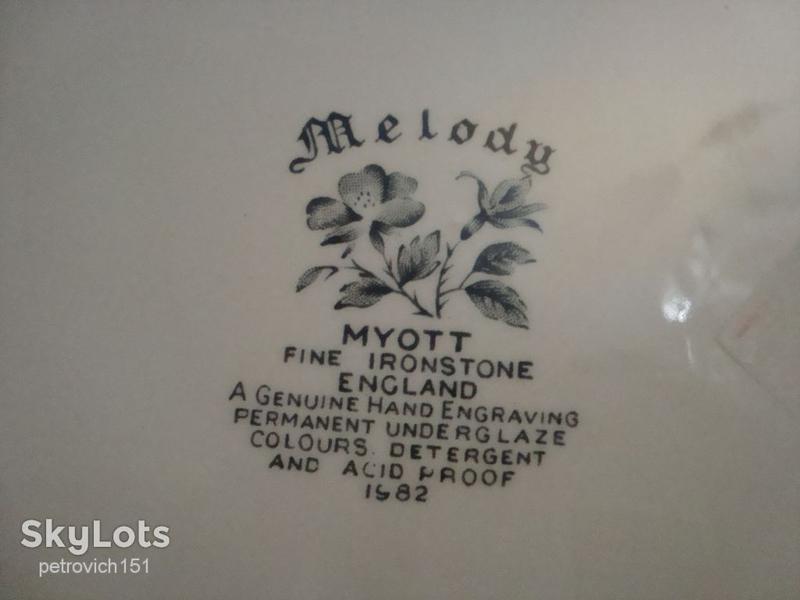 Melody
MYOTT
FINE IRONSTONE
ENGLAND
A GENUINE HAND ENGRAVING
PERMANENT UNDERGLAZE
COLOURS. DETERGENT
AND ACID PROOF
1982
SkyLots
petrovich151